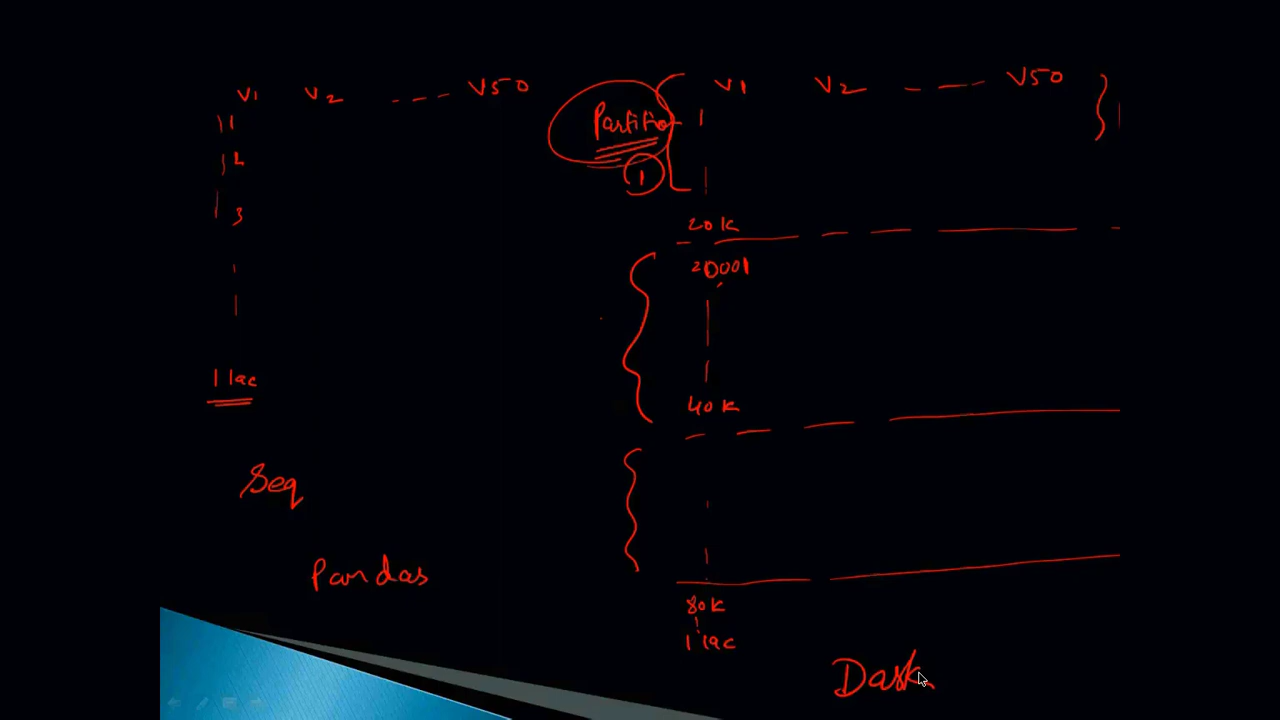 V1 V2 ---- V50
1
2
3
1 lac
Seq
Pandas
Partition
1
V1 V2 ---- V50
1
20K
20001
40K
80K
1 lac
Dask